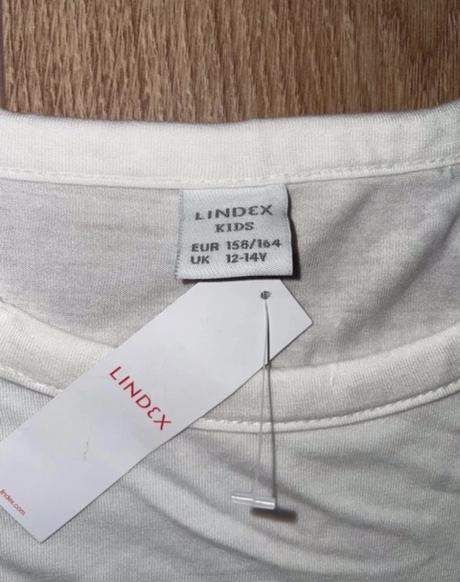 LINDEX
KIDS
EUR 158/164
UK 12-14Y
LINDEX
lindex.com